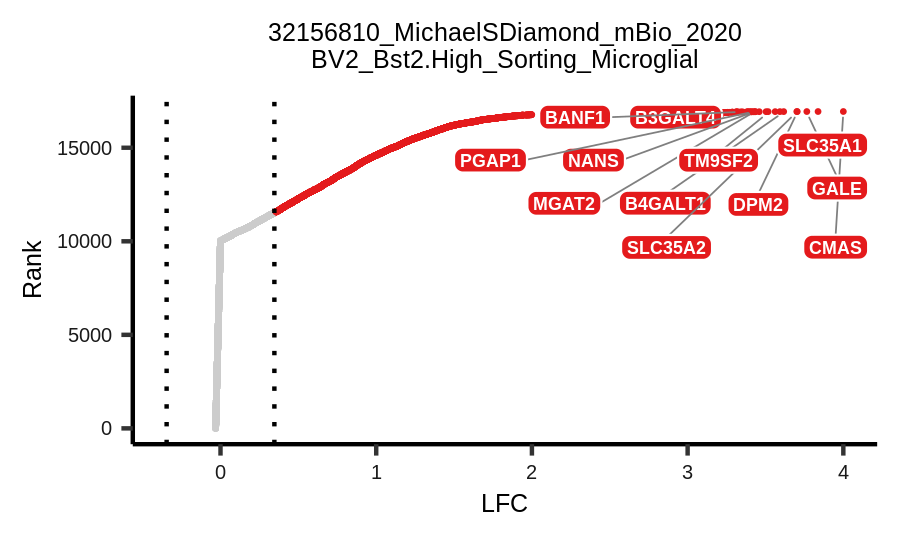 32156810_MichaelSDiamond_mBio_2020
BV2_Bst2.High_Sorting_Microglial
Rank
15000
10000
5000
0
BANF1
B3GALT4
SLC35A1
PGAP1
NANS
TM9SF2
GALE
MGAT2
B4GALT1
DPM2
SLC35A2
CMAS
0
1
2
3
4
LFC